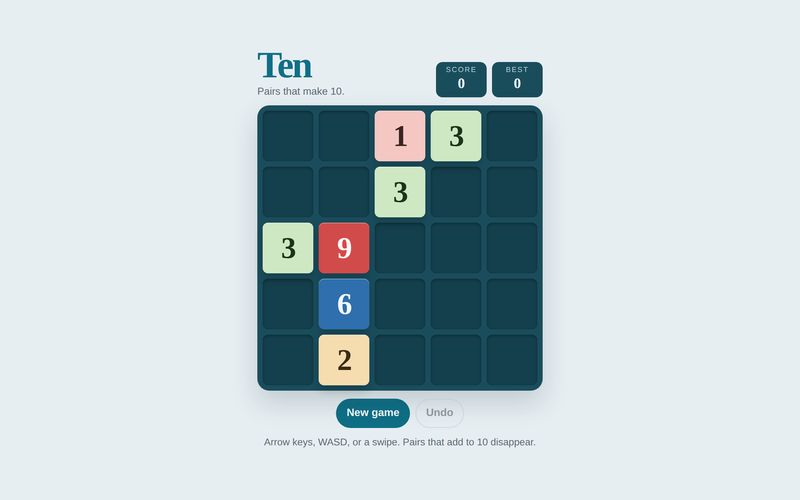 Ten
Pairs that make 10.
SCORE
0
BEST
0
1 3
3
3 9
6
2
New game
Undo
Arrow keys, WASD, or a swipe. Pairs that add to 10 disappear.